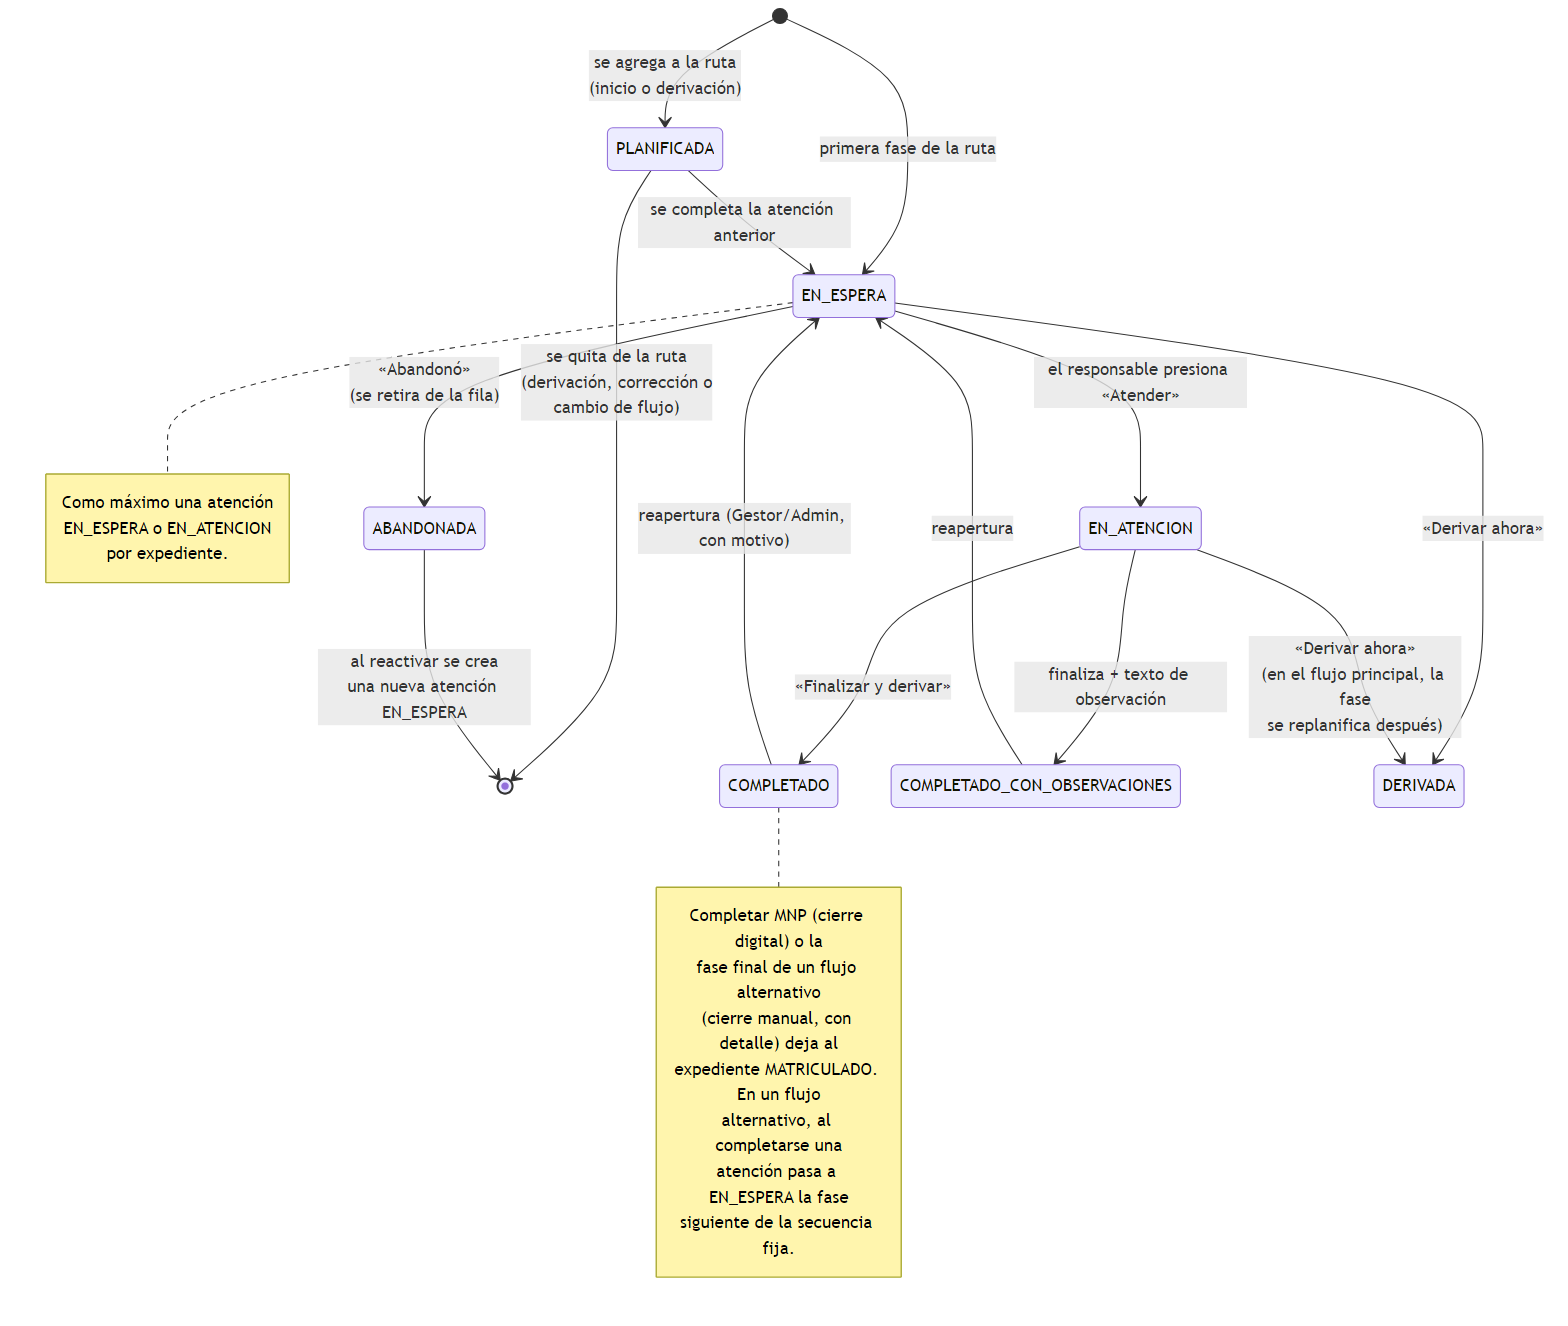 se agrega a la ruta
(inicio o derivación)
PLANIFICADA
primera fase de la ruta
se completa la atención
anterior
EN_ESPERA
«Abandonó»
(se retira de la fila)
se quita de la ruta
(derivación, corrección o
cambio de flujo)
el responsable presiona
«Atender»
Como máximo una atención
EN_ESPERA o EN_ATENCION
por expediente.
ABANDONADA
reapertura (Gestor/Admin,
con motivo)
reapertura
EN_ATENCION
«Derivar ahora»
al reactivar se crea
una nueva atención
EN_ESPERA
«Finalizar y derivar»
finaliza + texto de
observación
«Derivar ahora»
(en el flujo principal, la
fase
se replanifica después)
COMPLETADO
COMPLETADO_CON_OBSERVACIONES
DERIVADA
Completar MNP (cierre
digital) o la
fase final de un flujo
alternativo
(cierre manual, con
detalle) deja al
expediente MATRICULADO.
En un flujo
alternativo, al
completarse una
atención pasa a
EN_ESPERA la fase
siguiente de la secuencia
fija.